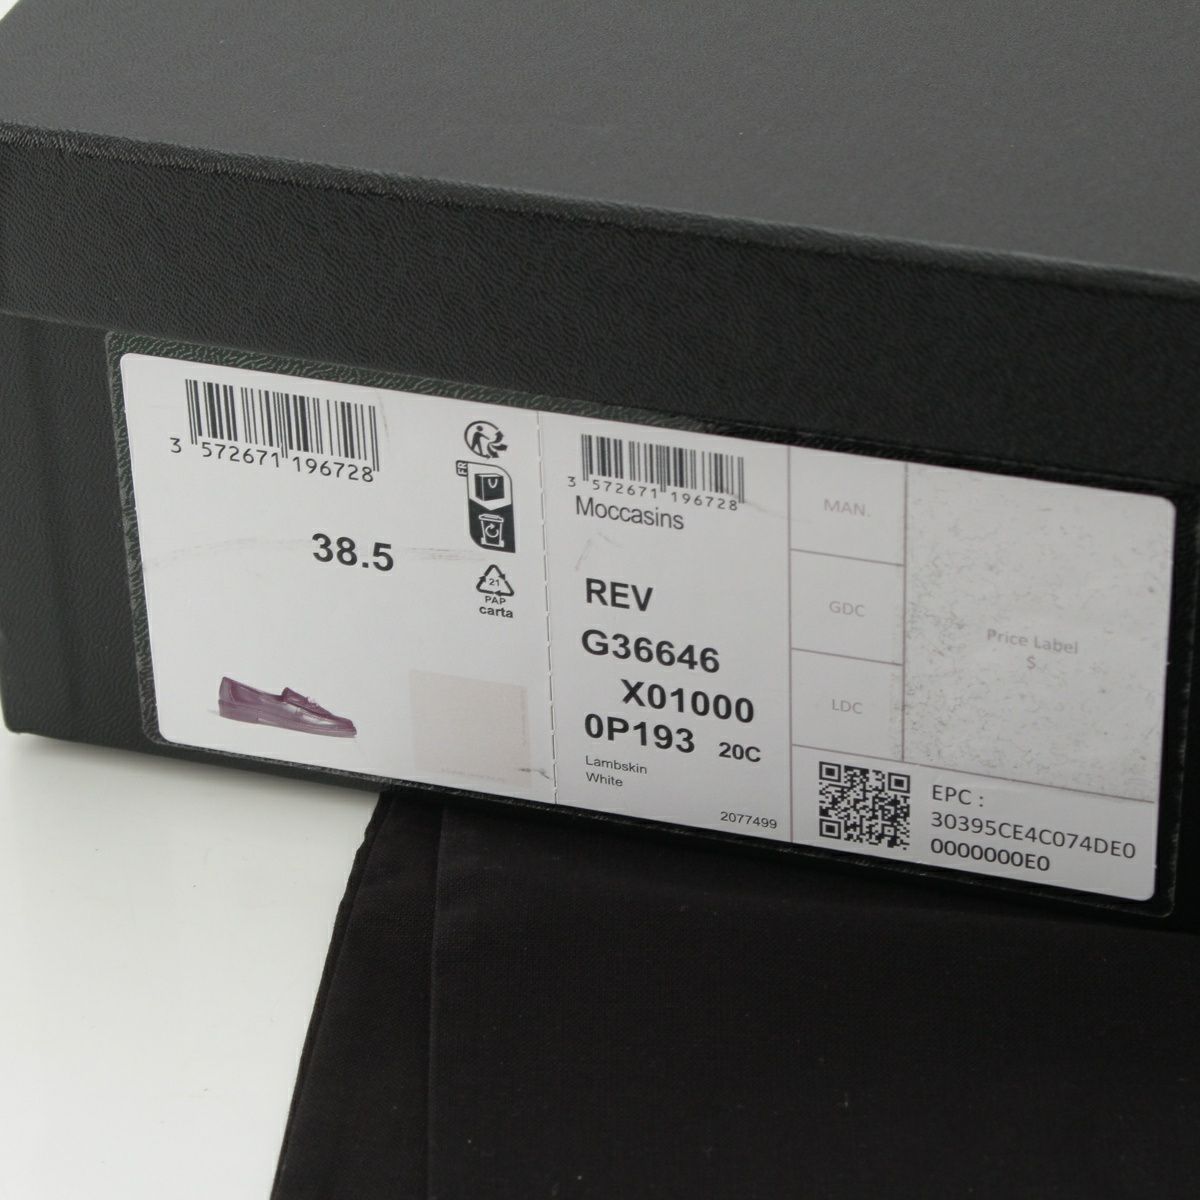 3 572671 196728
FR
38.5
21
PAP
carta
3 572671 196728
Moccasins
REV
G36646
X01000
0P193 20C
Lambskin
White
2077499
MAN.
GDC
LDC
Price Label
$
EPC :
30395CE4C074DE0
0000000E0